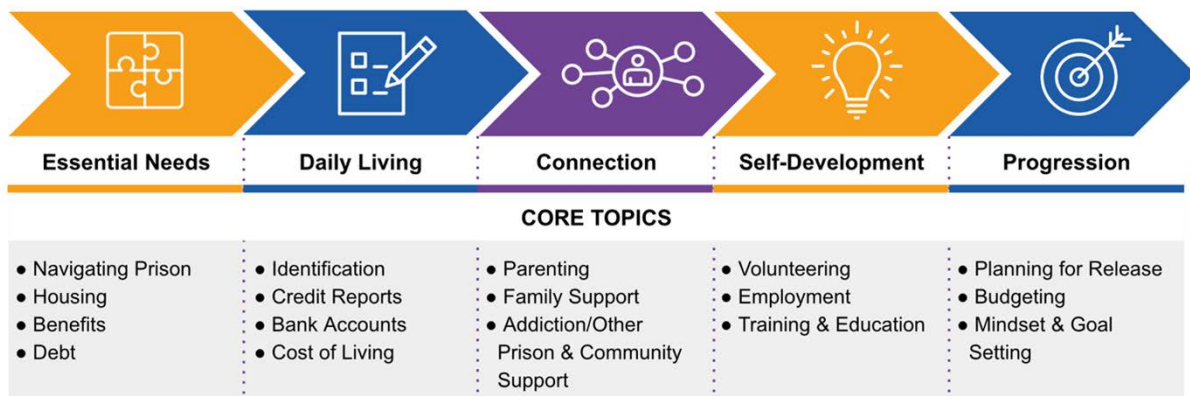 Essential Needs
Daily Living
Connection
Self-Development
Progression
CORE TOPICS
● Navigating Prison
● Housing
● Benefits
● Debt
● Identification
● Credit Reports
● Bank Accounts
● Cost of Living
● Parenting
● Family Support
● Addiction/Other
Prison & Community
Support
● Volunteering
● Employment
● Training & Education
● Planning for Release
● Budgeting
● Mindset & Goal
Setting